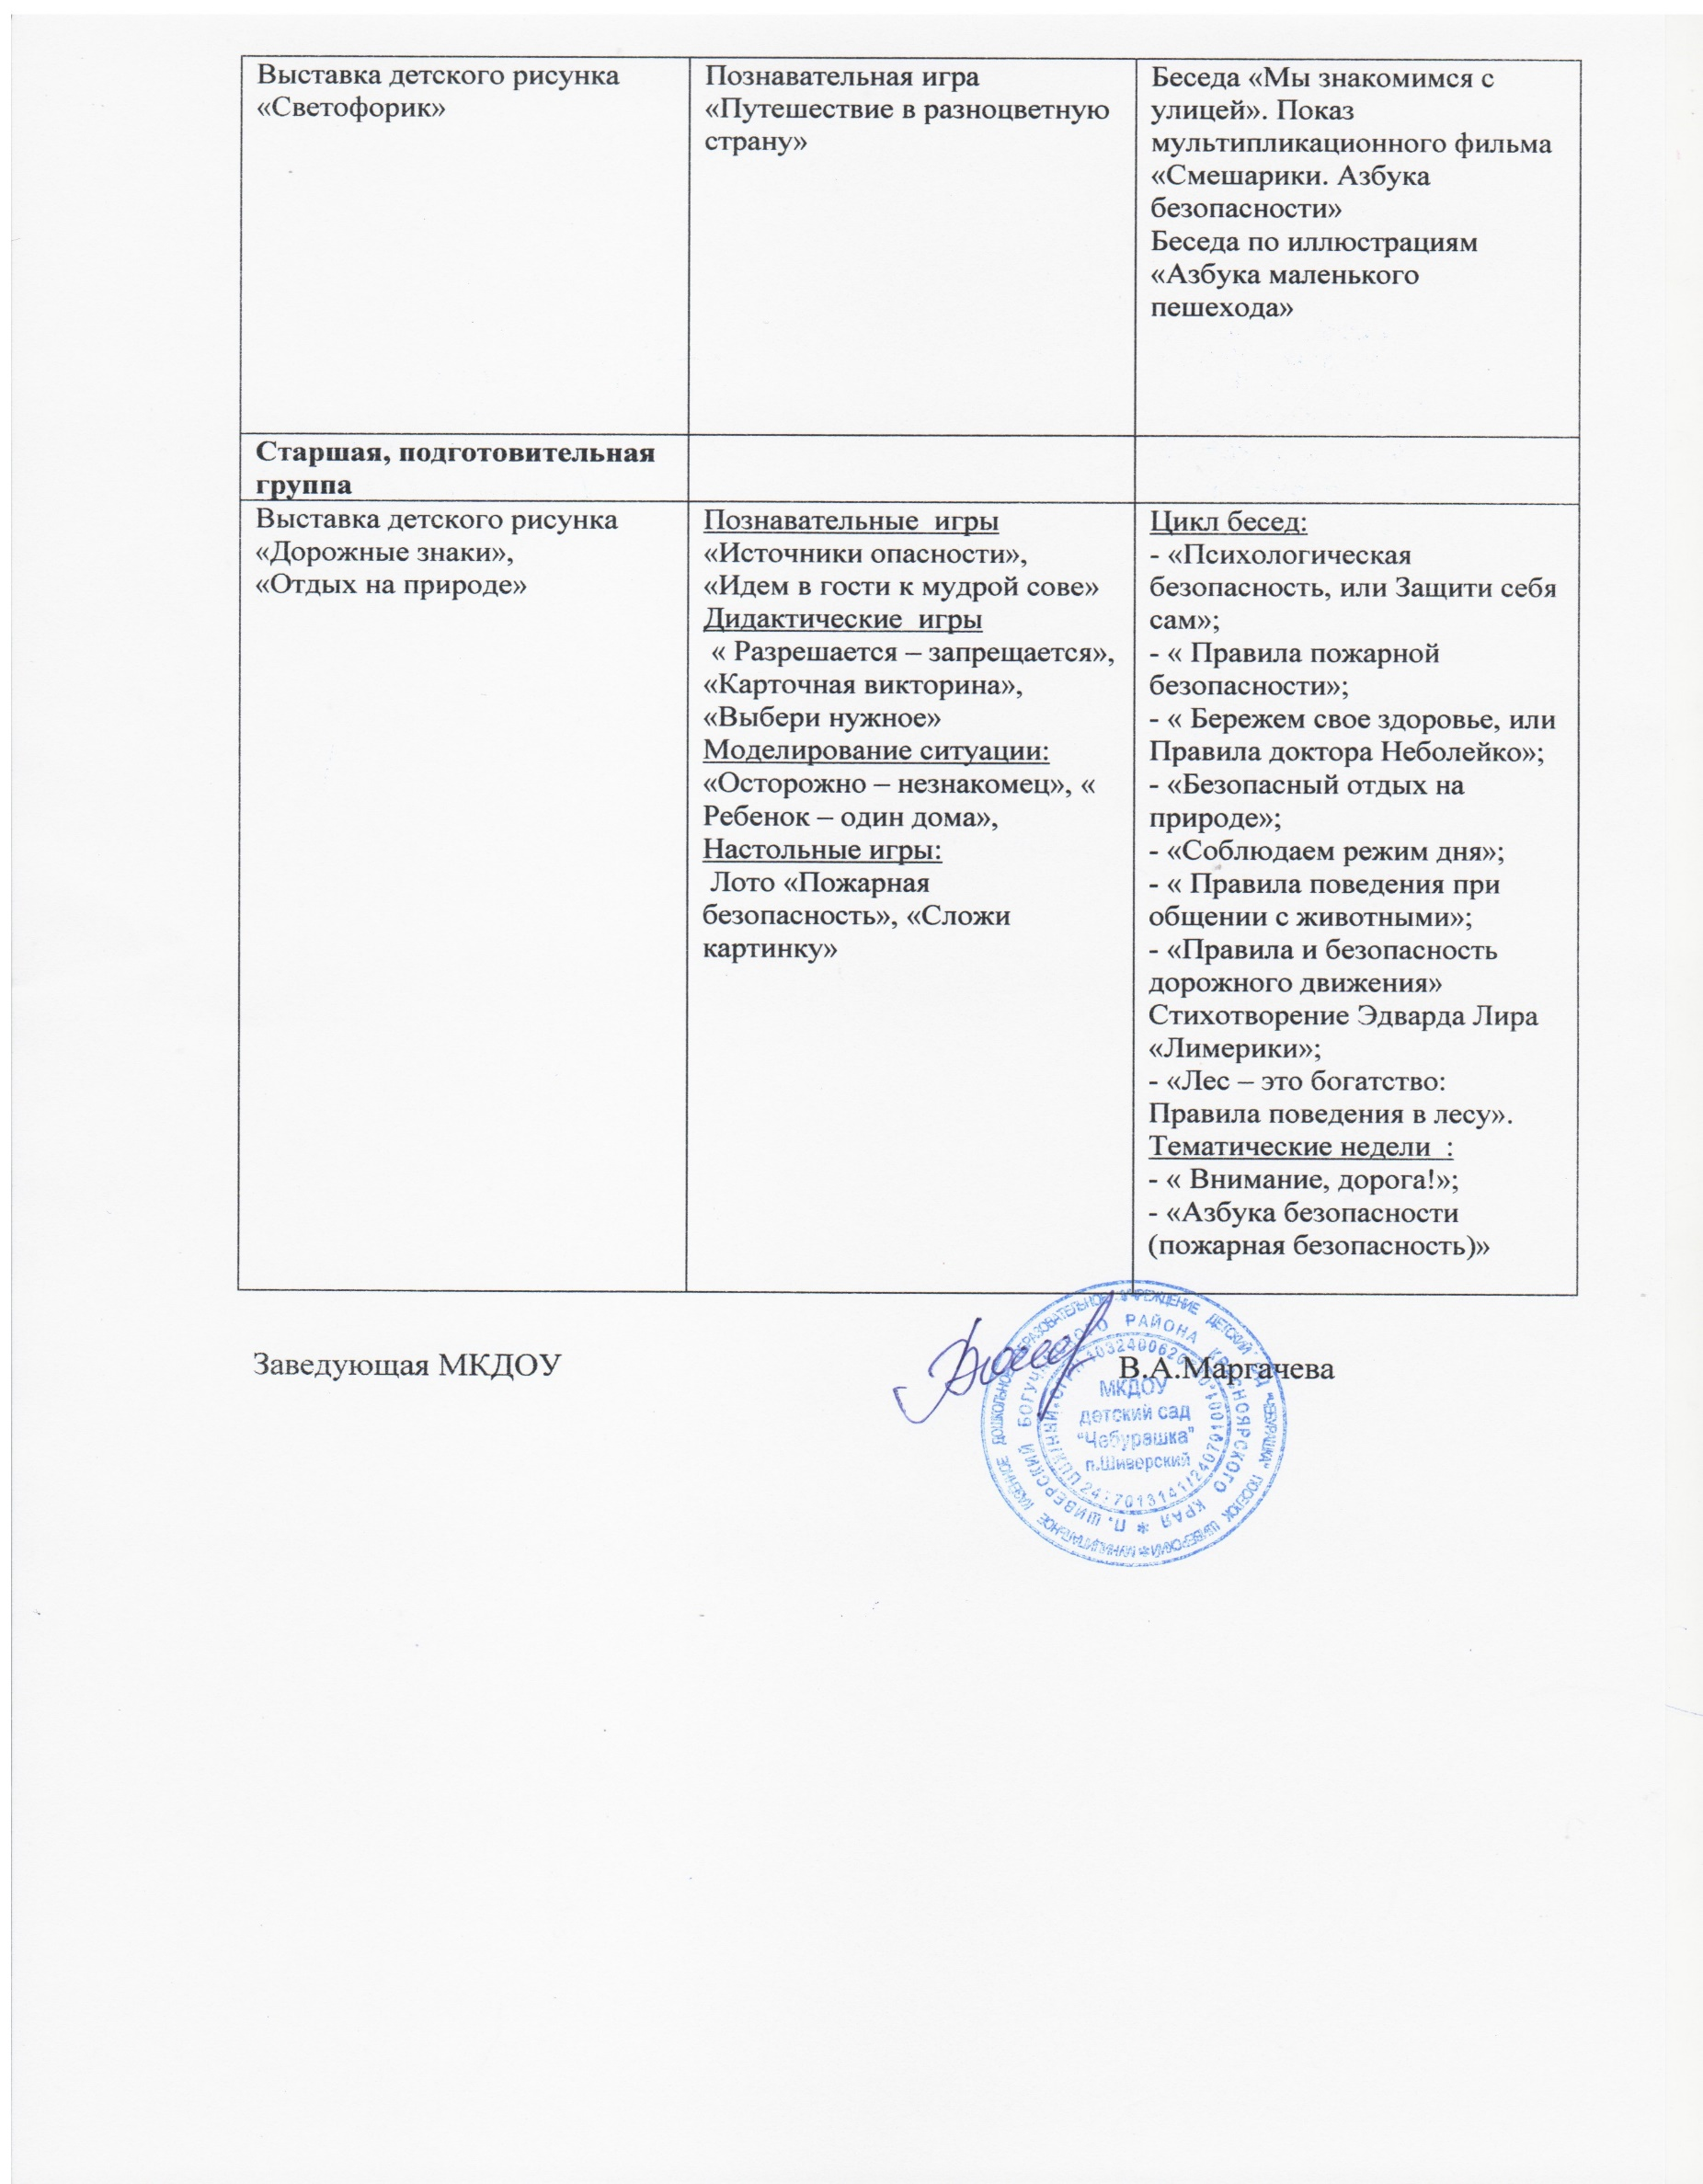 Выставка детского рисунка
«Светофорик»
Познавательная игра
«Путешествие в разноцветную
страну»
Беседа «Мы знакомимся с
улицей». Показ
мультипликационного фильма
«Смешарики. Азбука
безопасности»
Беседа по иллюстрациям
«Азбука маленького
пешехода»
Старшая, подготовительная
группа
Выставка детского рисунка
«Дорожные знаки»,
«Отдых на природе»
Познавательные  игры
«Источники опасности»,
«Идем в гости к мудрой сове»
Дидактические  игры
« Разрешается – запрещается»,
«Карточная викторина»,
«Выбери нужное»
Моделирование ситуации:
«Осторожно – незнакомец», «
Ребенок – один дома»,
Настольные игры:
Лото «Пожарная
безопасность», «Сложи
картинку»
Цикл бесед:
- «Психологическая
безопасность, или Защити себя
сам»;
- « Правила пожарной
безопасности»;
- « Бережем свое здоровье, или
Правила доктора Неболейко»;
- «Безопасный отдых на
природе»;
- «Соблюдаем режим дня»;
- « Правила поведения при
общении с животными»;
- «Правила и безопасность
дорожного движения»
Стихотворение Эдварда Лира
«Лимерики»;
- «Лес – это богатство:
Правила поведения в лесу».
Тематические недели  :
- « Внимание, дорога!»;
- «Азбука безопасности
(пожарная безопасность)»
Заведующая МКДОУ
В.А.Маргачева
МКДОУ
детский сад
"Чебурашка"
п.Шиверский
РАЙОНА КРАСНОЯРСКОГО КРАЯ * П. ШИВЕРСКИЙ